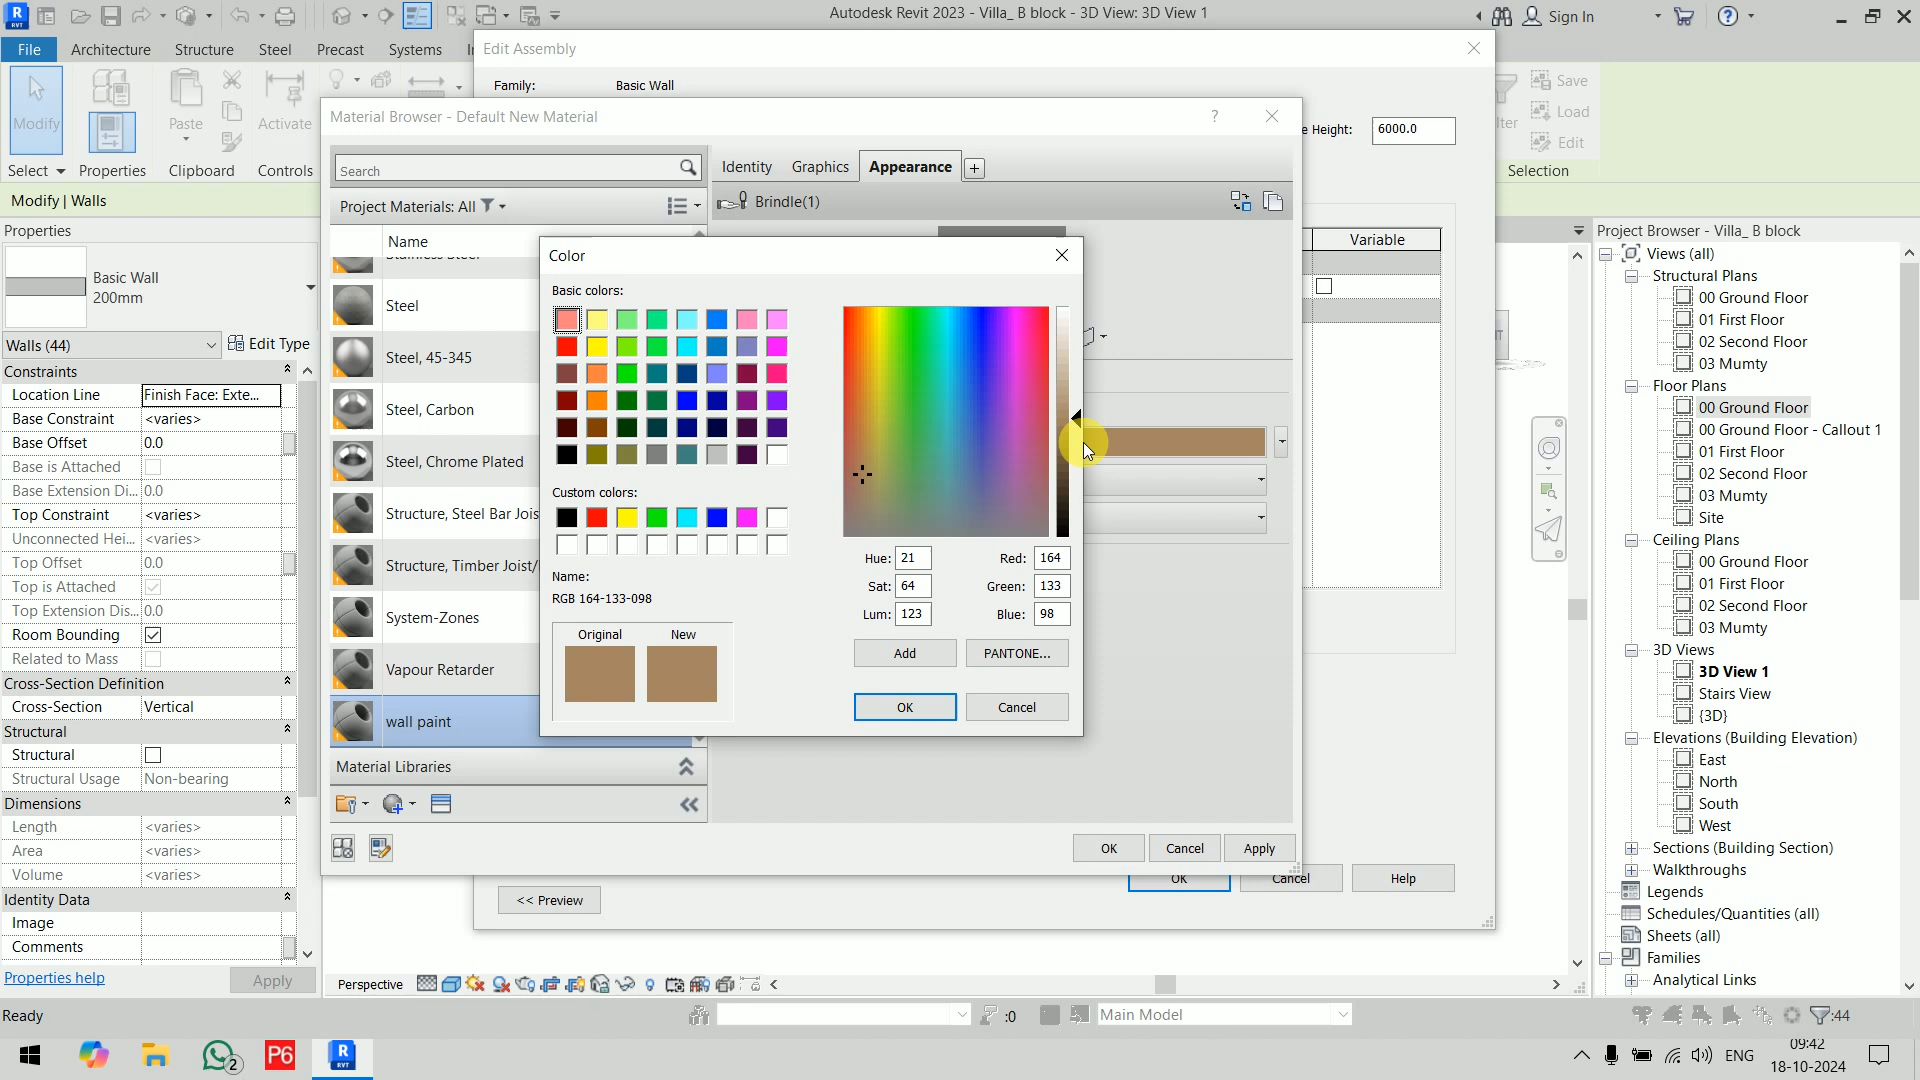 Autodesk Revit 2023 - Villa_ B block - 3D View: 3D View 1
Sign In
File Architecture Structure Steel Precast Systems
Modify
Paste
Activate
Select Properties Clipboard Controls
Save
Load
Edit
Selection
Modify | Walls
Properties
Basic Wall
200mm
Walls (44) Edit Type
Constraints
Location Line Finish Face: Exte...
Base Constraint <varies>
Base Offset 0.0
Base is Attached
Base Extension Di... 0.0
Top Constraint <varies>
Unconnected Hei... <varies>
Top Offset 0.0
Top is Attached
Top Extension Dis... 0.0
Room Bounding
Related to Mass
Cross-Section Definition
Cross-Section Vertical
Structural
Structural
Structural Usage Non-bearing
Dimensions
Length <varies>
Area <varies>
Volume <varies>
Identity Data
Image
Comments
Properties help Apply
Edit Assembly
Family: Basic Wall
e Height: 6000.0
Variable
<< Preview
OK Cancel Help
Material Browser - Default New Material
?
Search
Project Materials: All
Name
Stainless Steel
Steel
Steel, 45-345
Steel, Carbon
Steel, Chrome Plated
Structure, Steel Bar Jois
Structure, Timber Joist/
System-Zones
Vapour Retarder
wall paint
Material Libraries
Identity Graphics Appearance +
Brindle(1)
OK Cancel Apply
Color
Basic colors:
Custom colors:
Name:
RGB 164-133-098
Original New
Hue: 21 Red: 164
Sat: 64 Green: 133
Lum: 123 Blue: 98
Add PANTONE...
OK Cancel
Project Browser - Villa_ B block
Views (all)
Structural Plans
00 Ground Floor
01 First Floor
02 Second Floor
03 Mumty
Floor Plans
00 Ground Floor
00 Ground Floor - Callout 1
01 First Floor
02 Second Floor
03 Mumty
Site
Ceiling Plans
00 Ground Floor
01 First Floor
02 Second Floor
03 Mumty
3D Views
3D View 1
Stairs View
{3D}
Elevations (Building Elevation)
East
North
South
West
Sections (Building Section)
Walkthroughs
Legends
Schedules/Quantities (all)
Sheets (all)
Families
Analytical Links
Perspective
Ready
:0
Main Model
:44
2
P6
R
RVT
ENG
09:42
18-10-2024